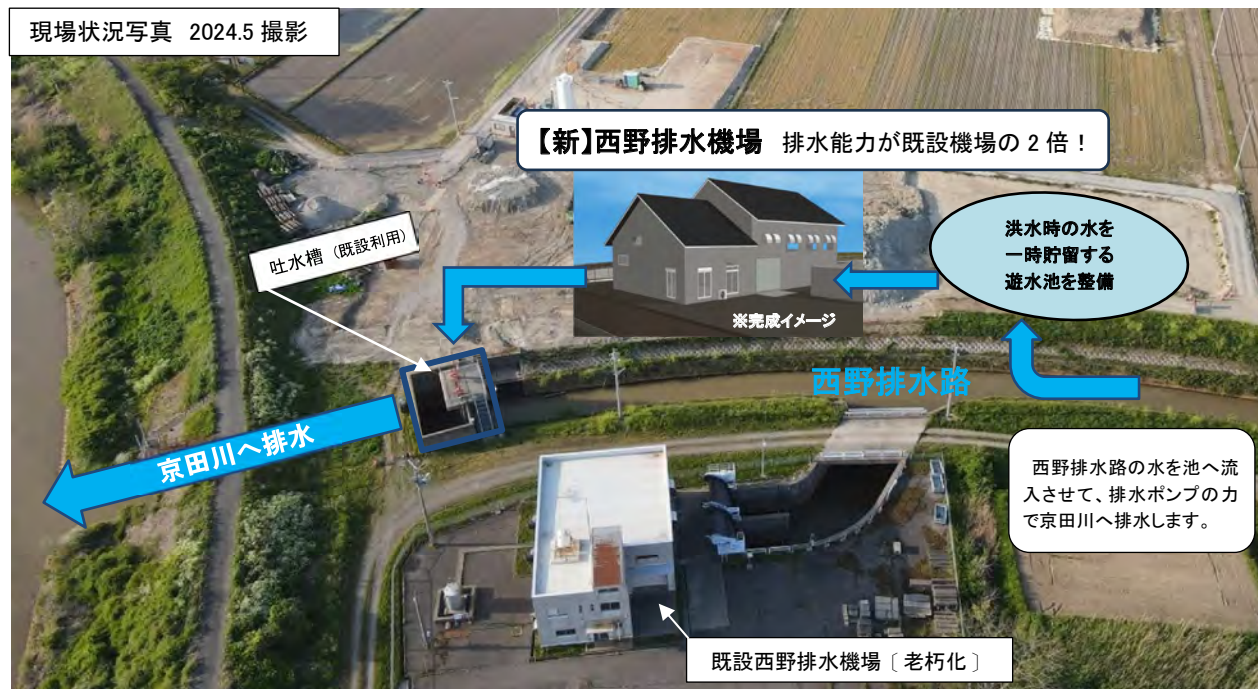 現場状況写真 2024.5 撮影
【新】西野排水機場 排水能力が既設機場の 2 倍！
吐水槽（既設利用）
洪水時の水を
一時貯留する
遊水池を整備
※完成イメージ
西野排水路
京田川へ排水
西野排水路の水を池へ流
入させて、排水ポンプの力
で京田川へ排水します。
既設西野排水機場〔老朽化〕